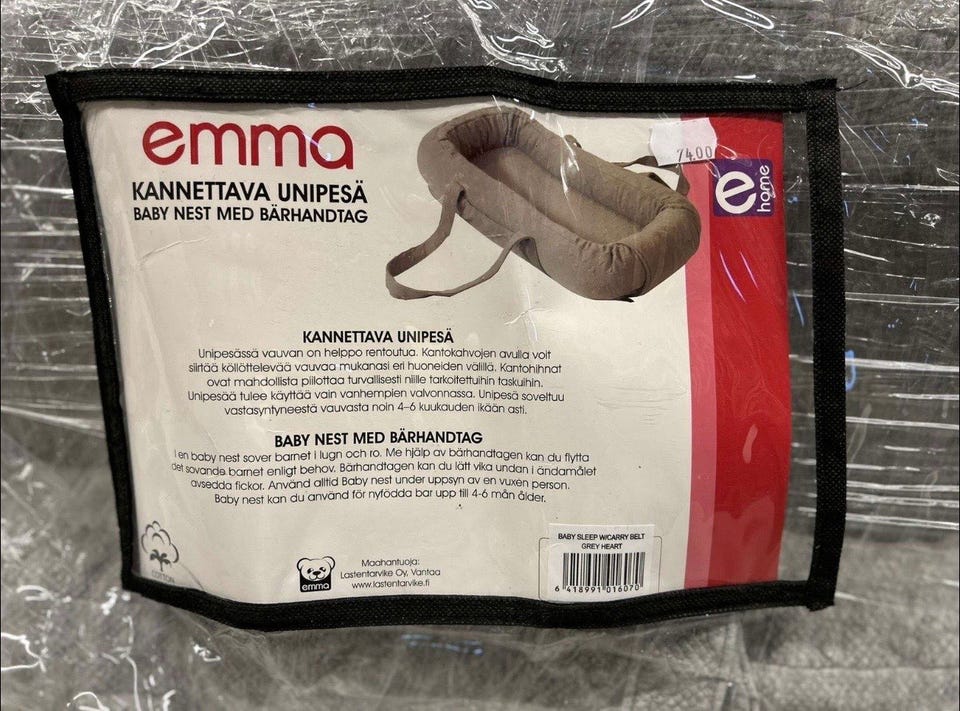 emma
KANNETTAVA UNIPESÄ
BABY NEST MED BÄRHANDTAG
74.00
e
home
KANNETTAVA UNIPESÄ
Unipesässä vauvan on helppo rentoutua. Kantokahvojen avulla voit
siirtää köllöttelevää vauvaa mukanasi eri huoneiden välillä. Kantohihnat
ovat mahdollista piilottaa turvallisesti niille tarkoitettuihin taskuihin.
Unipesää tulee käyttää vain vanhempien valvonnassa. Unipesä soveltuu
vastasyntyneestä vauvasta noin 4-6 kuukauden ikään asti.
BABY NEST MED BÄRHANDTAG
I en baby nest sover barnet i lugn och ro. Me hjälp av bärhandtagen kan du flytta
det sovande barnet enligt behov. Bärhandtagen kan du lätt vika undan i ändamålet
avsedda fickor. Använd alltid Baby nest under uppsyn av en vuxen person.
Baby nest kan du använd för nyfödda bar upp till 4-6 mån ålder.
COTTON
emma
Maahantuoja:
Lastentarvike Oy, Vantaa
www.lastentarvike.fi
BABY SLEEP W/CARRY BELT
GREY HEART
6 418991 016070